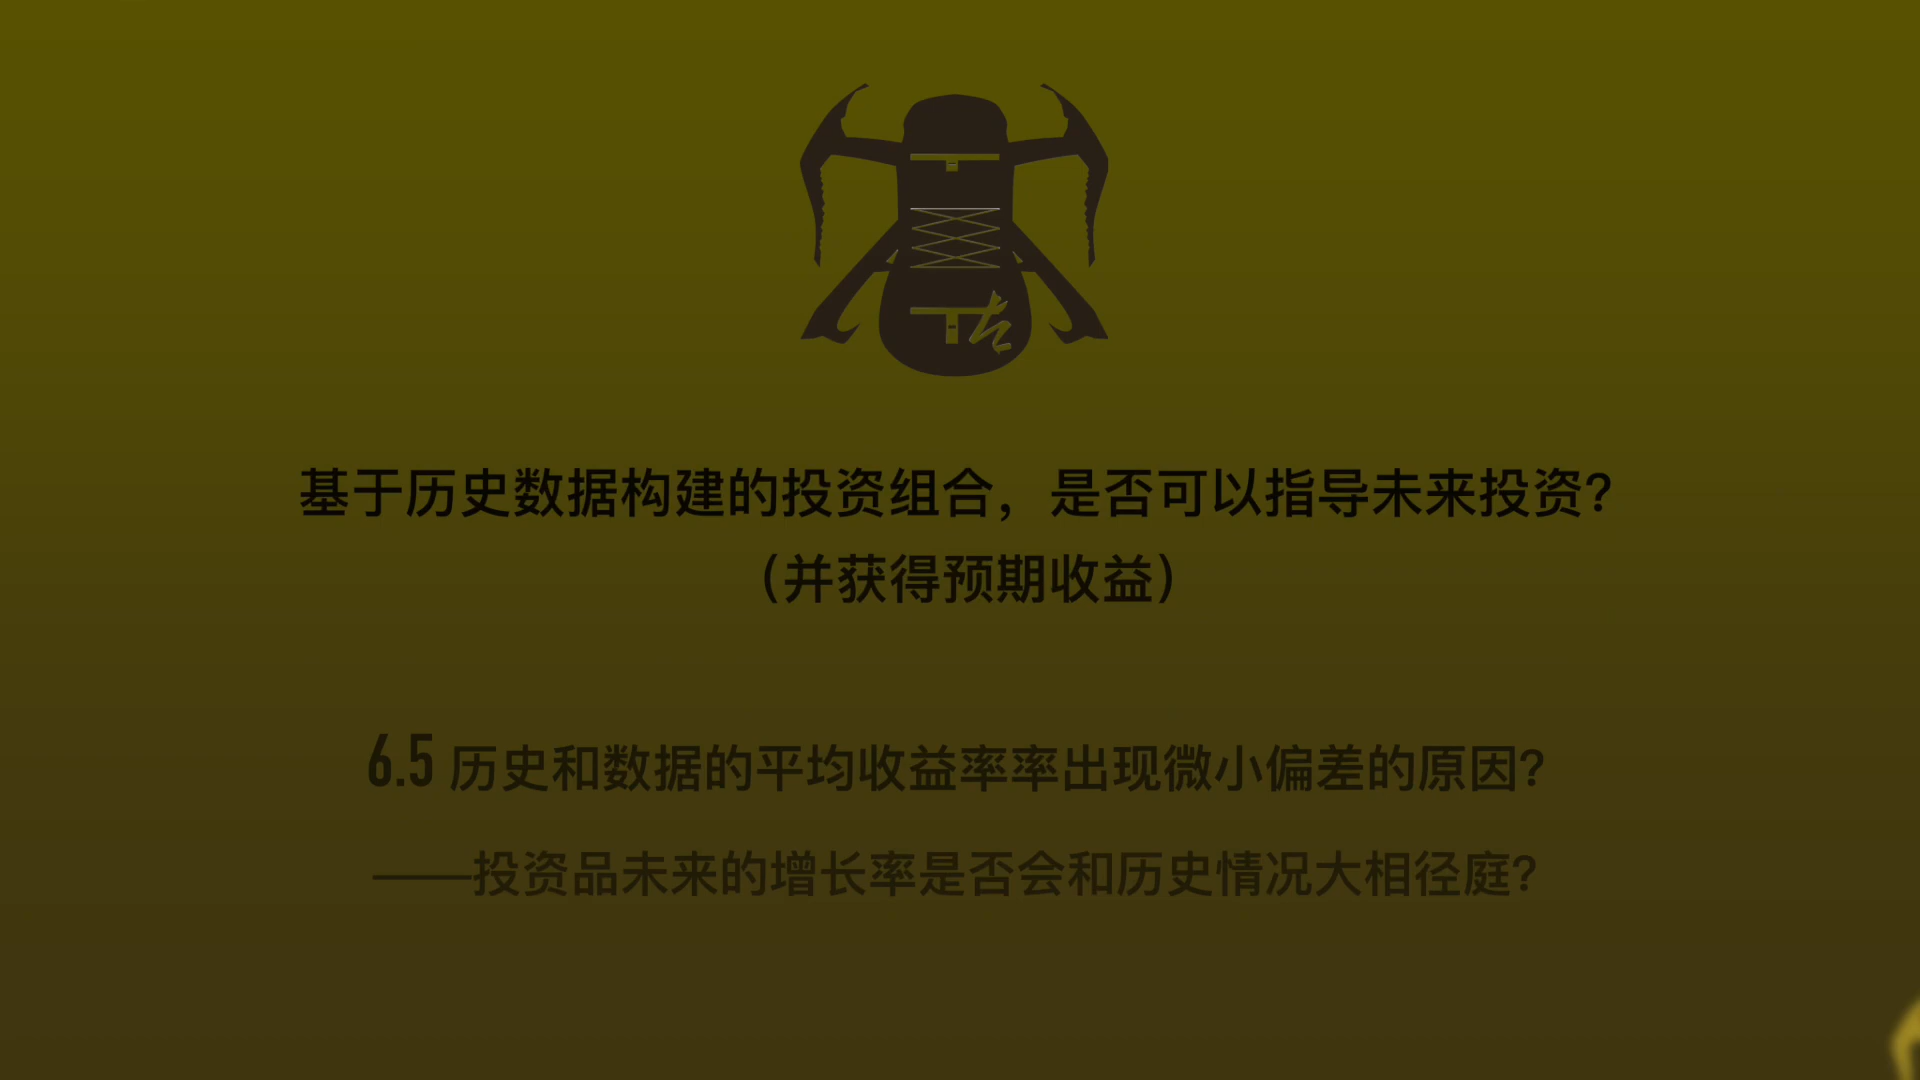 基于历史数据构建的投资组合，是否可以指导未来投资？
（并获得预期收益）
6.5 历史和数据的平均收益率率出现微小偏差的原因？
——投资品未来的增长率是否会和历史情况大相径庭？